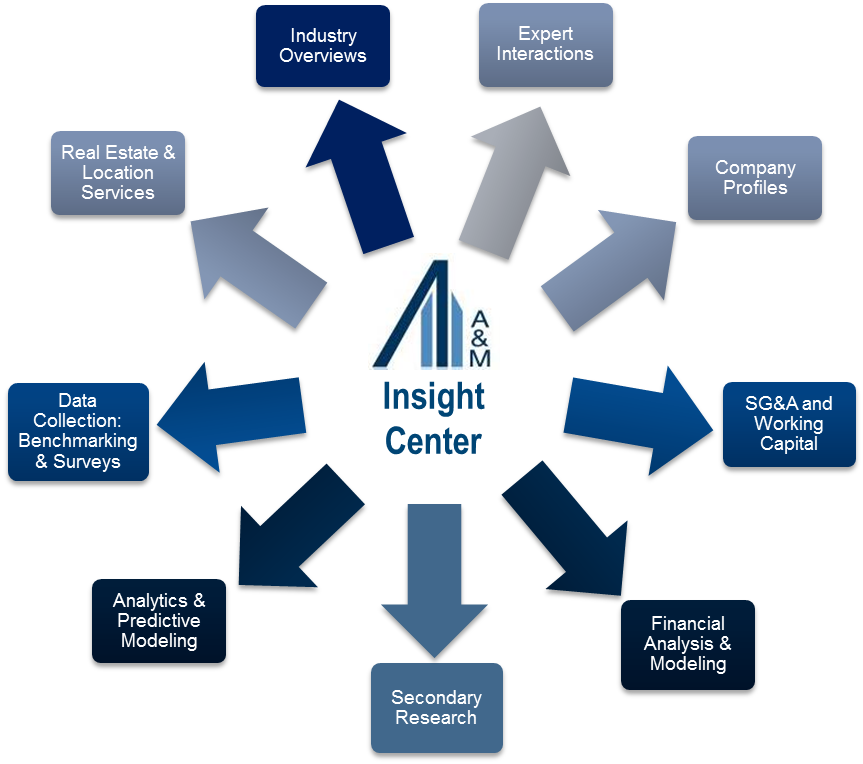 Industry
Overviews
Expert
Interactions
Real Estate &
Location
Services
Company
Profiles
A&M
Insight
Center
Data
Collection:
Benchmarking
& Surveys
SG&A and
Working
Capital
Analytics &
Predictive
Modeling
Financial
Analysis &
Modeling
Secondary
Research